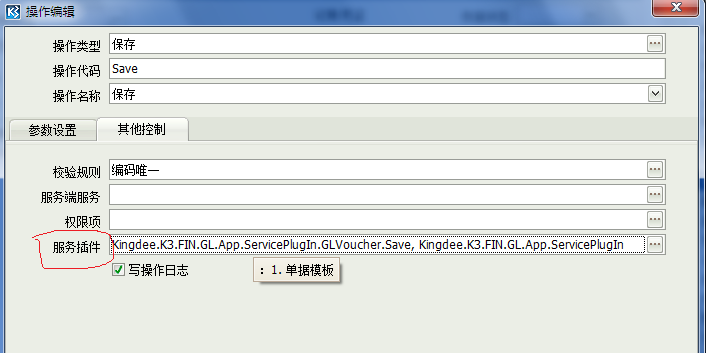 K3 操作编辑
操作类型 保存
操作代码 Save
操作名称 保存
参数设置 其他控制
校验规则 编码唯一
服务端服务
权限项
服务插件 Kingdee.K3.FIN.GL.App.ServicePlugIn.GLVoucher.Save, Kingdee.K3.FIN.GL.App.ServicePlugIn
写操作日志 : 1. 单据模板